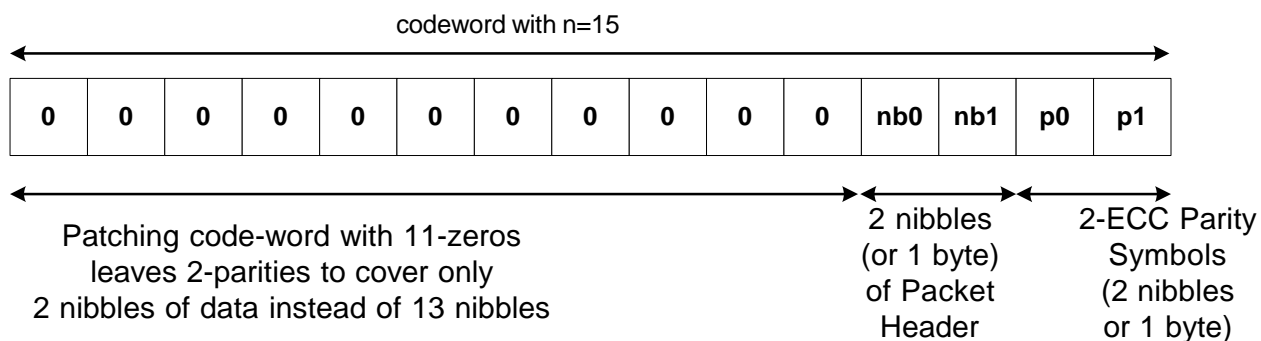 codeword with n=15
0 0 0 0 0 0 0 0 0 0 0 nb0 nb1 p0 p1
Patching code-word with 11-zeros
leaves 2-parities to cover only
2 nibbles of data instead of 13 nibbles
2 nibbles
(or 1 byte)
of Packet
Header
2-ECC Parity
Symbols
(2 nibbles
or 1 byte)